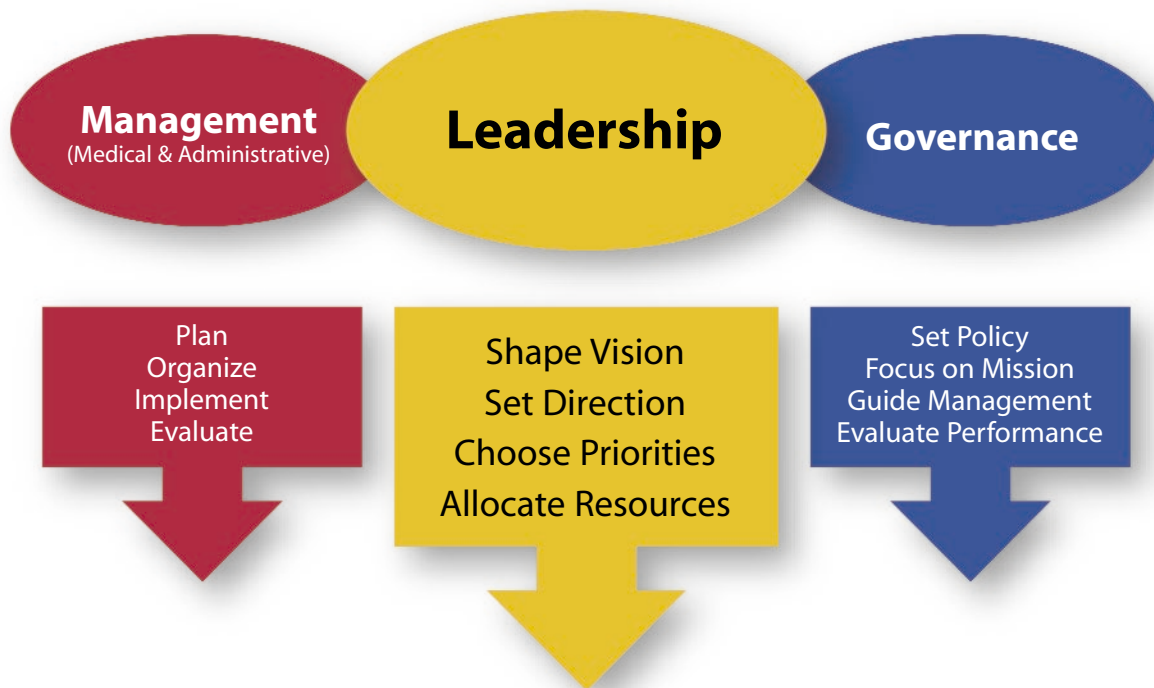 Management
(Medical & Administrative)
Leadership
Governance
Plan
Organize
Implement
Evaluate
Shape Vision
Set Direction
Choose Priorities
Allocate Resources
Set Policy
Focus on Mission
Guide Management
Evaluate Performance